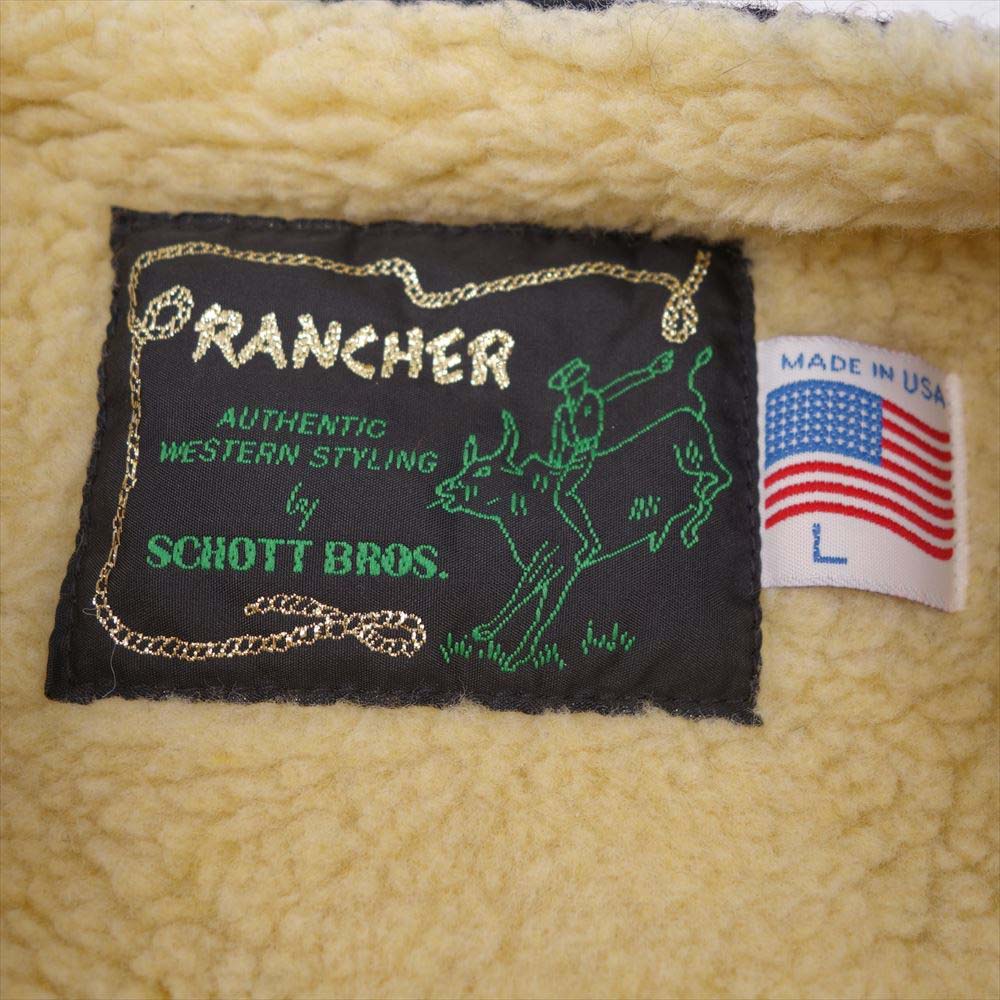 RANCHER
AUTHENTIC
WESTERN STYLING
by
SCHOTT BROS.
MADE IN USA
L